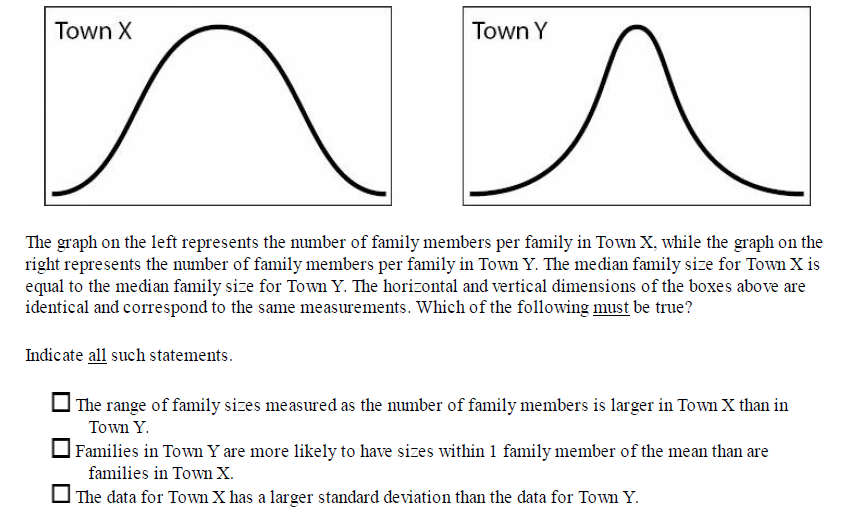 Town X
Town Y
The graph on the left represents the number of family members per family in Town X, while the graph on the
right represents the number of family members per family in Town Y. The median family size for Town X is
equal to the median family size for Town Y. The horizontal and vertical dimensions of the boxes above are
identical and correspond to the same measurements. Which of the following must be true?
Indicate all such statements.
The range of family sizes measured as the number of family members is larger in Town X than in
Town Y.
Families in Town Y are more likely to have sizes within 1 family member of the mean than are
families in Town X.
The data for Town X has a larger standard deviation than the data for Town Y.